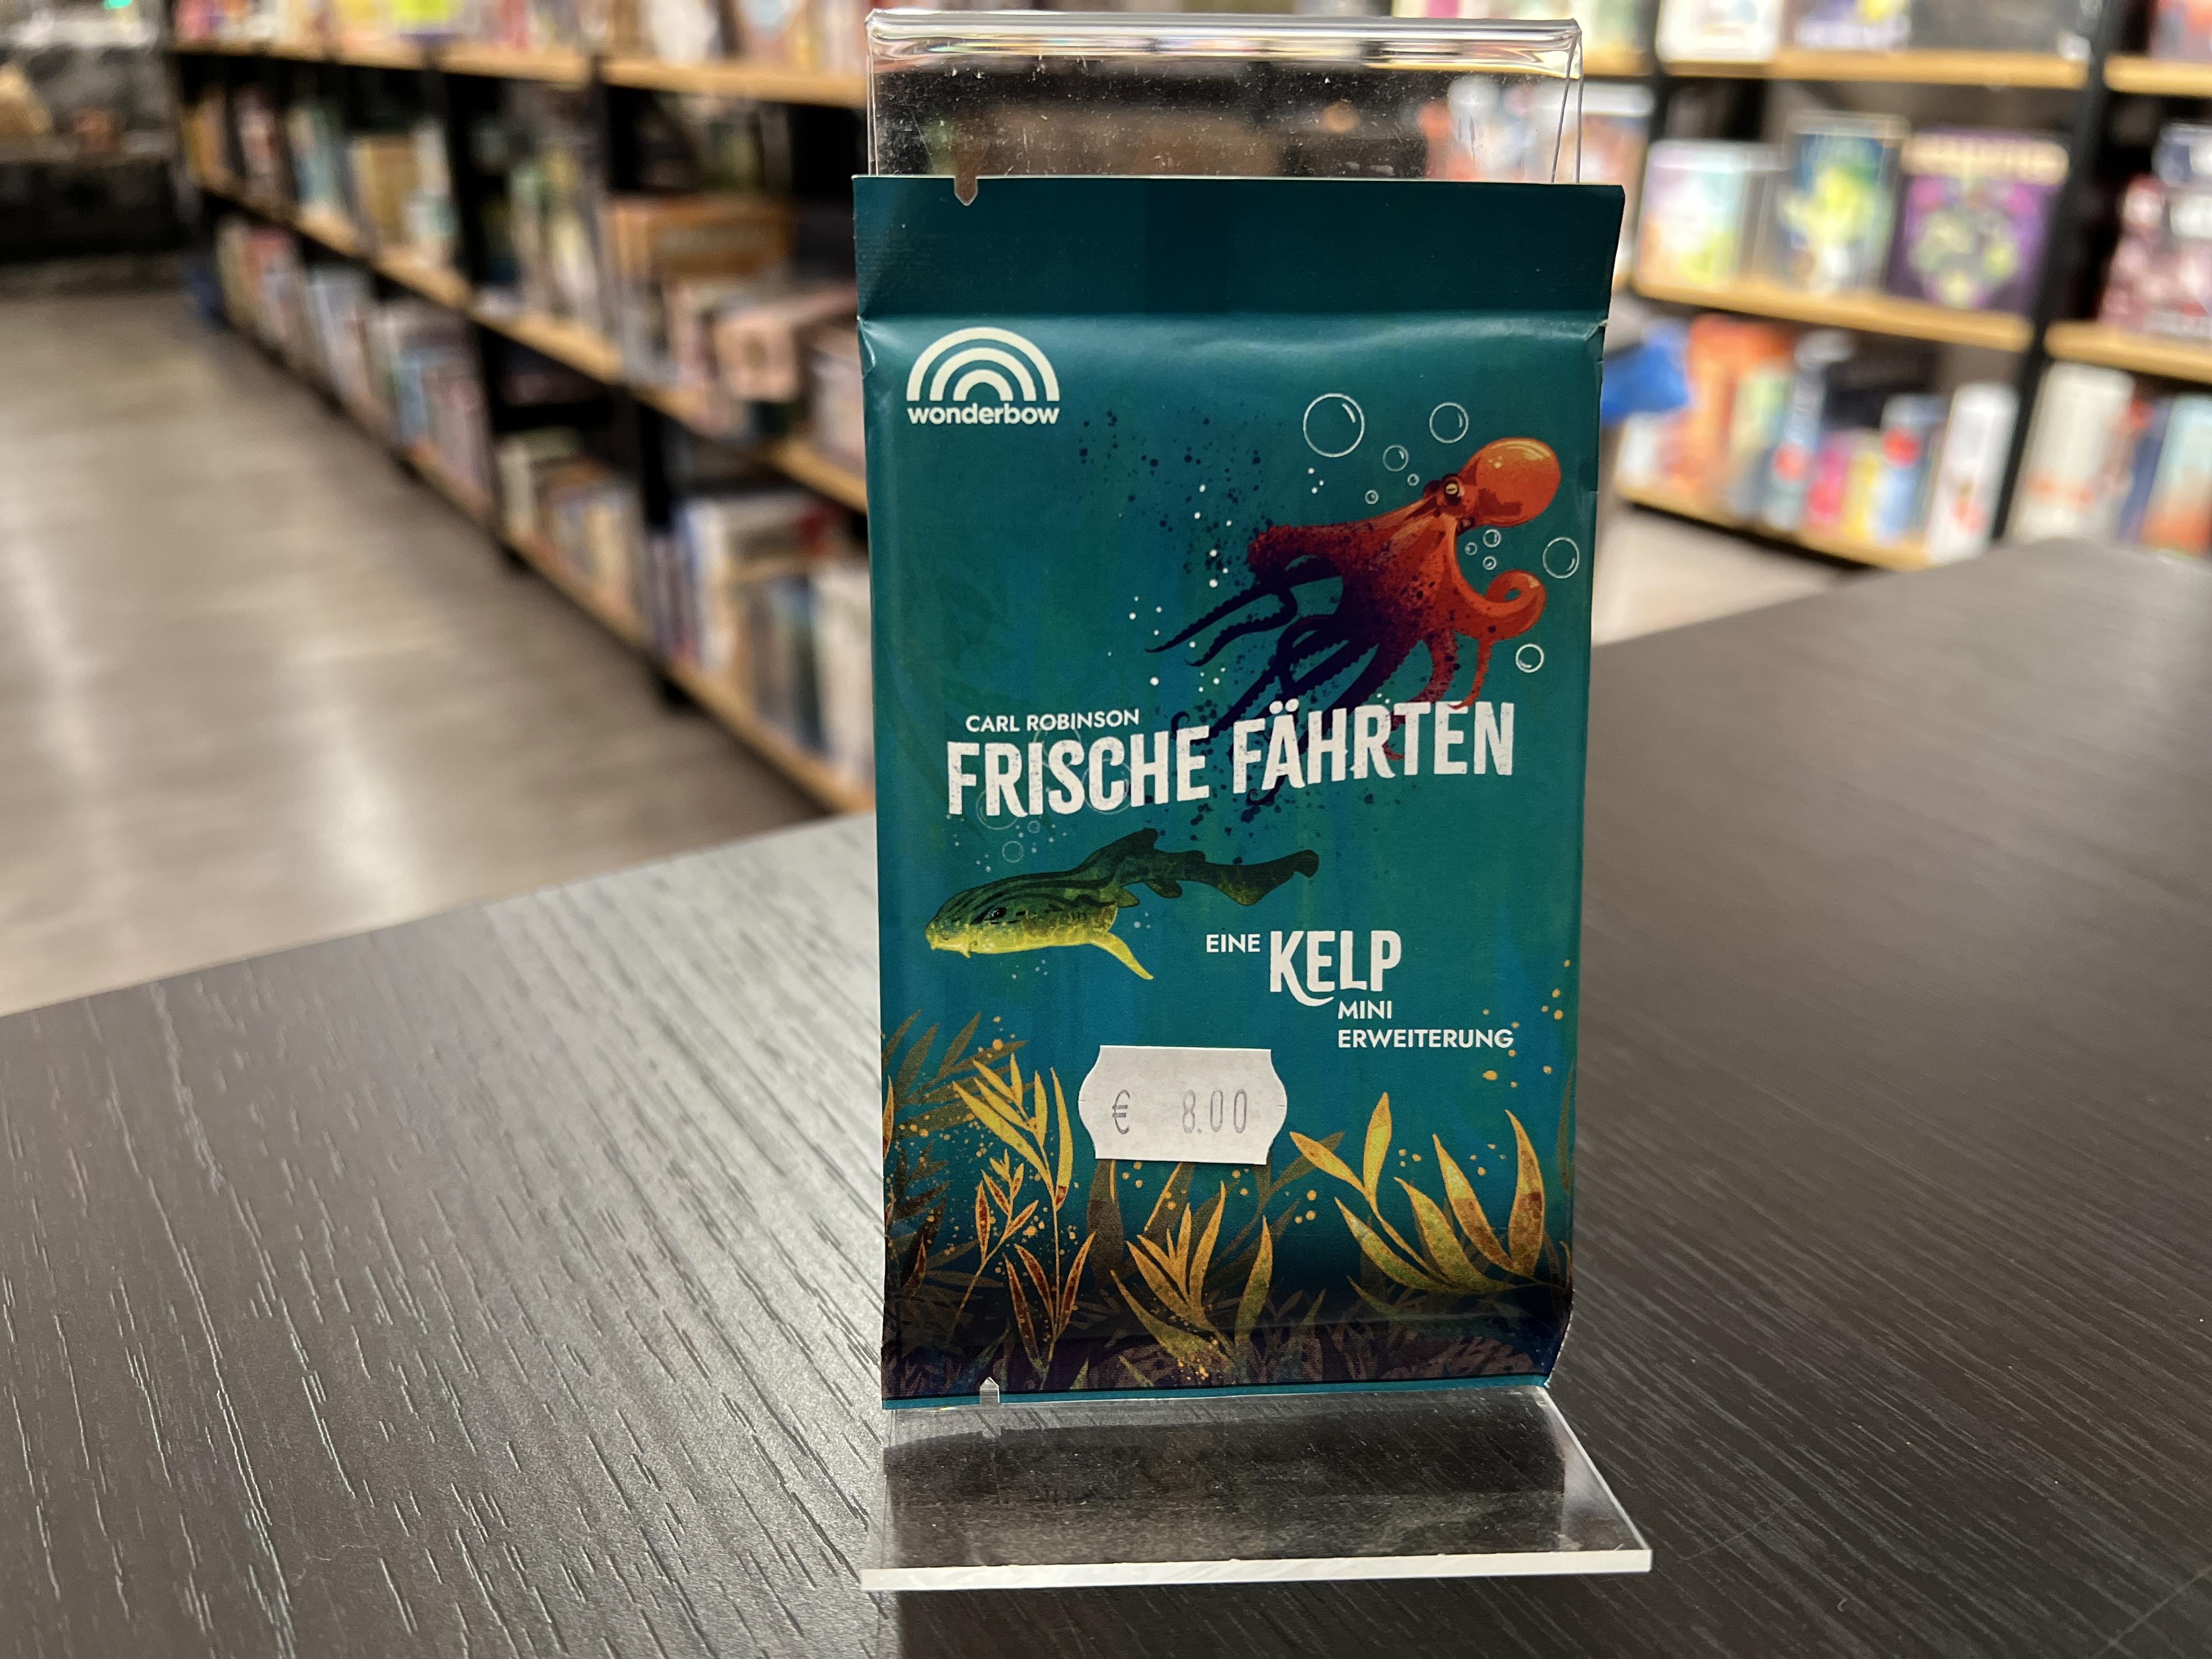 wonderbow
CARL ROBINSON
FRISCHE FÄHRTEN
EINE KELP
MINI
ERWEITERUNG
€ 8.00